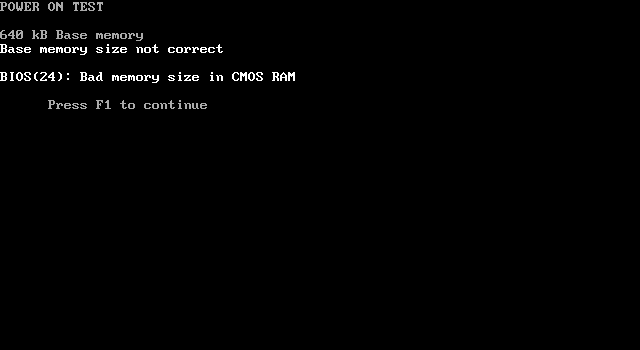 POWER ON TEST
640 kB Base memory
Base memory size not correct
BIOS(24): Bad memory size in CMOS RAM
Press F1 to continue